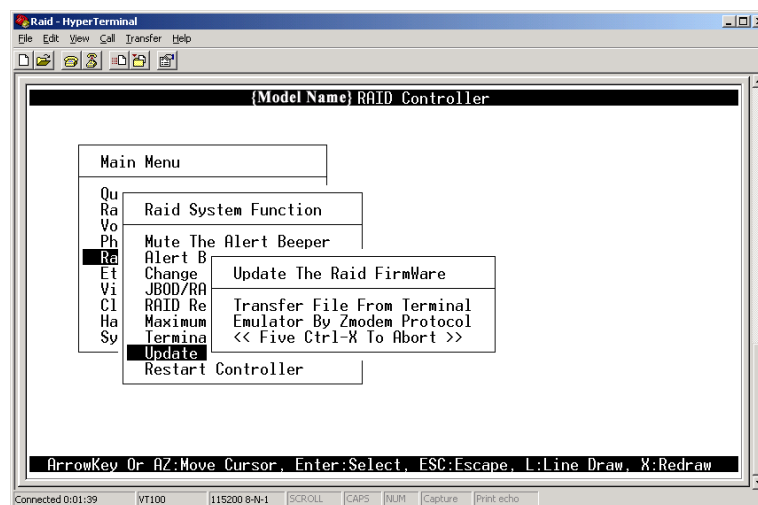 Raid - HyperTerminal
File Edit View Call Transfer Help
{Model Name} RAID Controller
Main Menu
Qu
Ra
Vo
Ph
Ra
Et
Vi
Cl
Ha
Sy
Raid System Function
Mute The Alert Beeper
Alert B
Change
JBOD/RA
RAID Re
Maximum
Termina
Update
Restart Controller
Update The Raid FirmWare
Transfer File From Terminal
Emulator By Zmodem Protocol
<< Five Ctrl-X To Abort >>
ArrowKey Or AZ:Move Cursor, Enter:Select, ESC:Escape, L:Line Draw, X:Redraw
Connected 0:01:39 VT100 115200 8-N-1 SCROLL CAPS NUM Capture Print echo